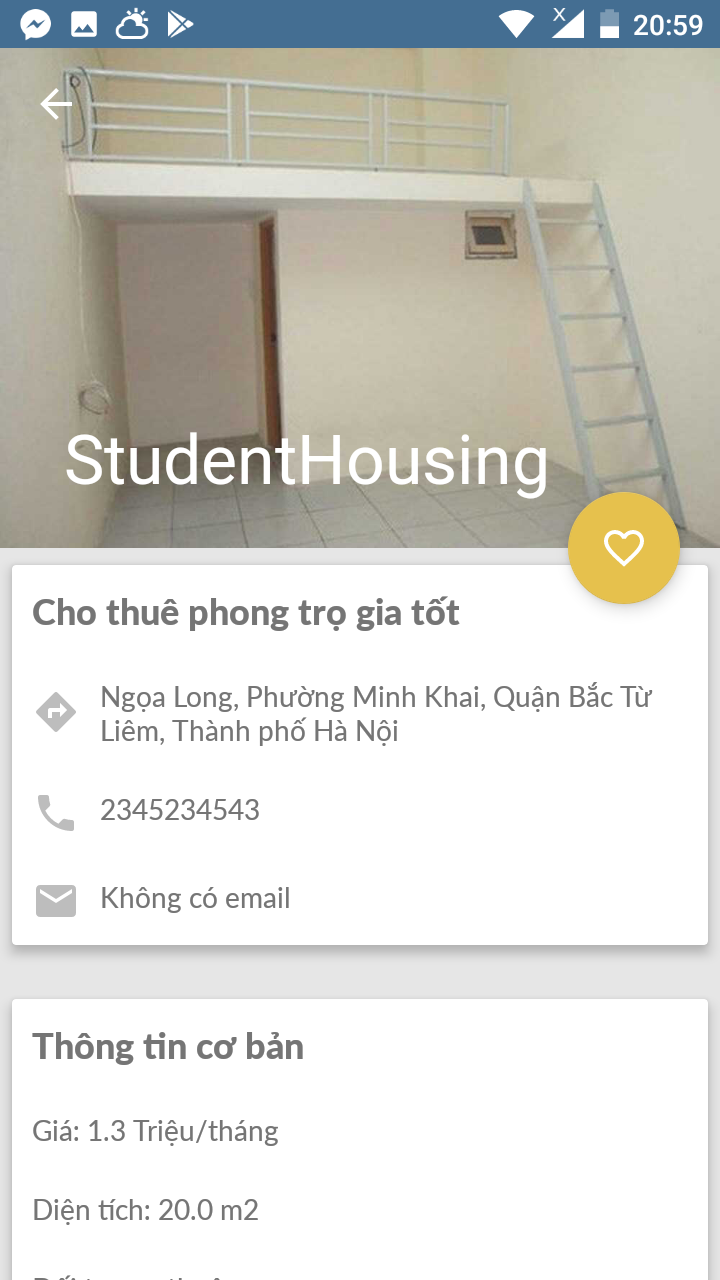 20:59
StudentHousing
Cho thuê phong trọ gia tốt
Ngọa Long, Phường Minh Khai, Quận Bắc Từ
Liêm, Thành phố Hà Nội
2345234543
Không có email
Thông tin cơ bản
Giá: 1.3 Triệu/tháng
Diện tích: 20.0 m2